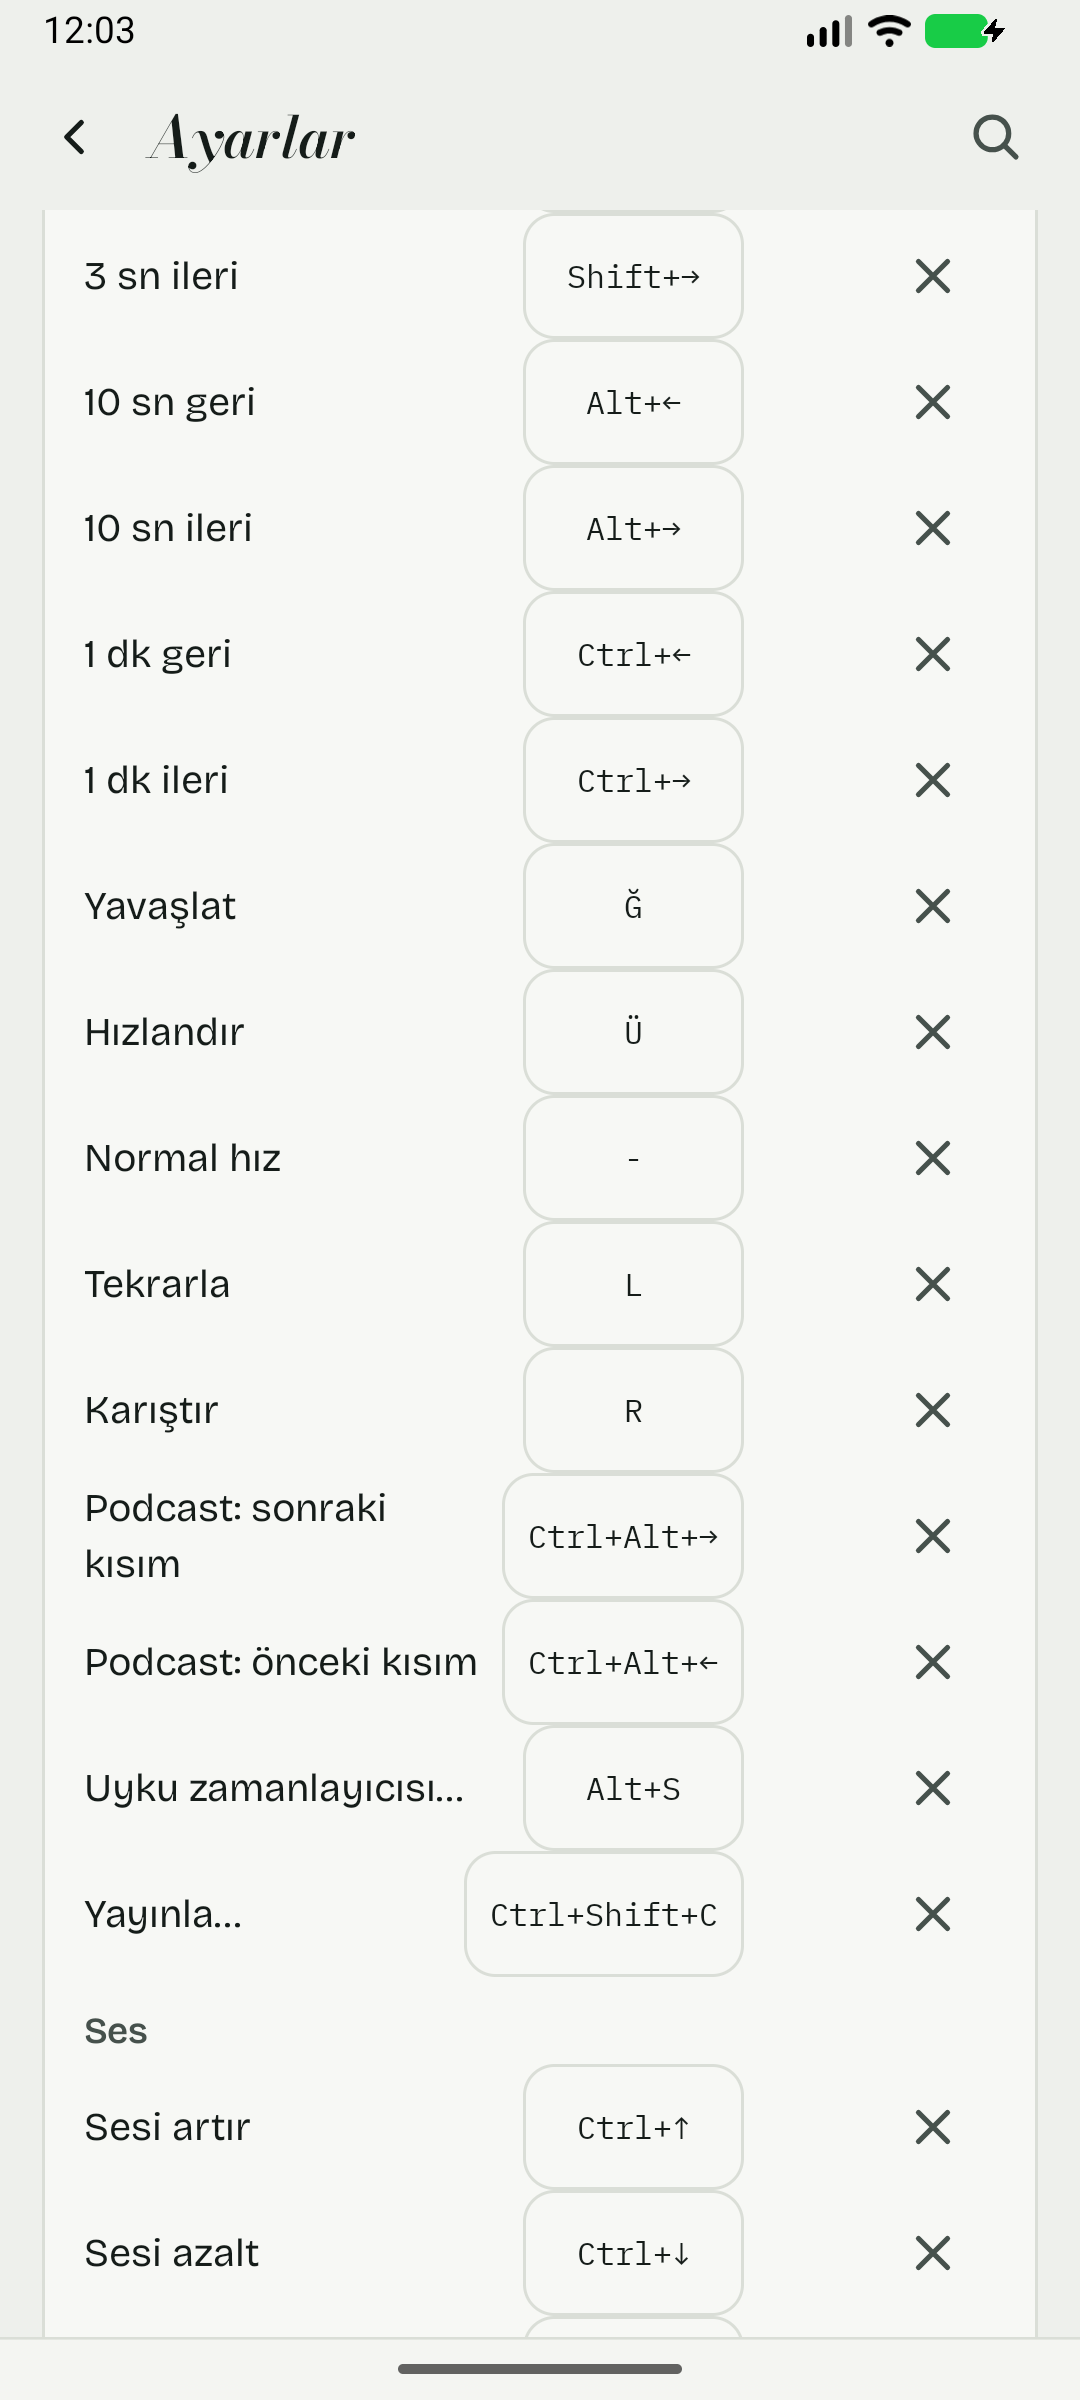 12:03
Ayarlar
3 sn ileri Shift+→
10 sn geri Alt+←
10 sn ileri Alt+→
1 dk geri Ctrl+←
1 dk ileri Ctrl+→
Yavaşlat Ğ
Hızlandır Ü
Normal hız -
Tekrarla L
Karıştır R
Podcast: sonraki
kısım Ctrl+Alt+→
Podcast: önceki kısım Ctrl+Alt+←
Uyku zamanlayıcısı... Alt+S
Yayınla... Ctrl+Shift+C
Ses
Sesi artır Ctrl+↑
Sesi azalt Ctrl+↓